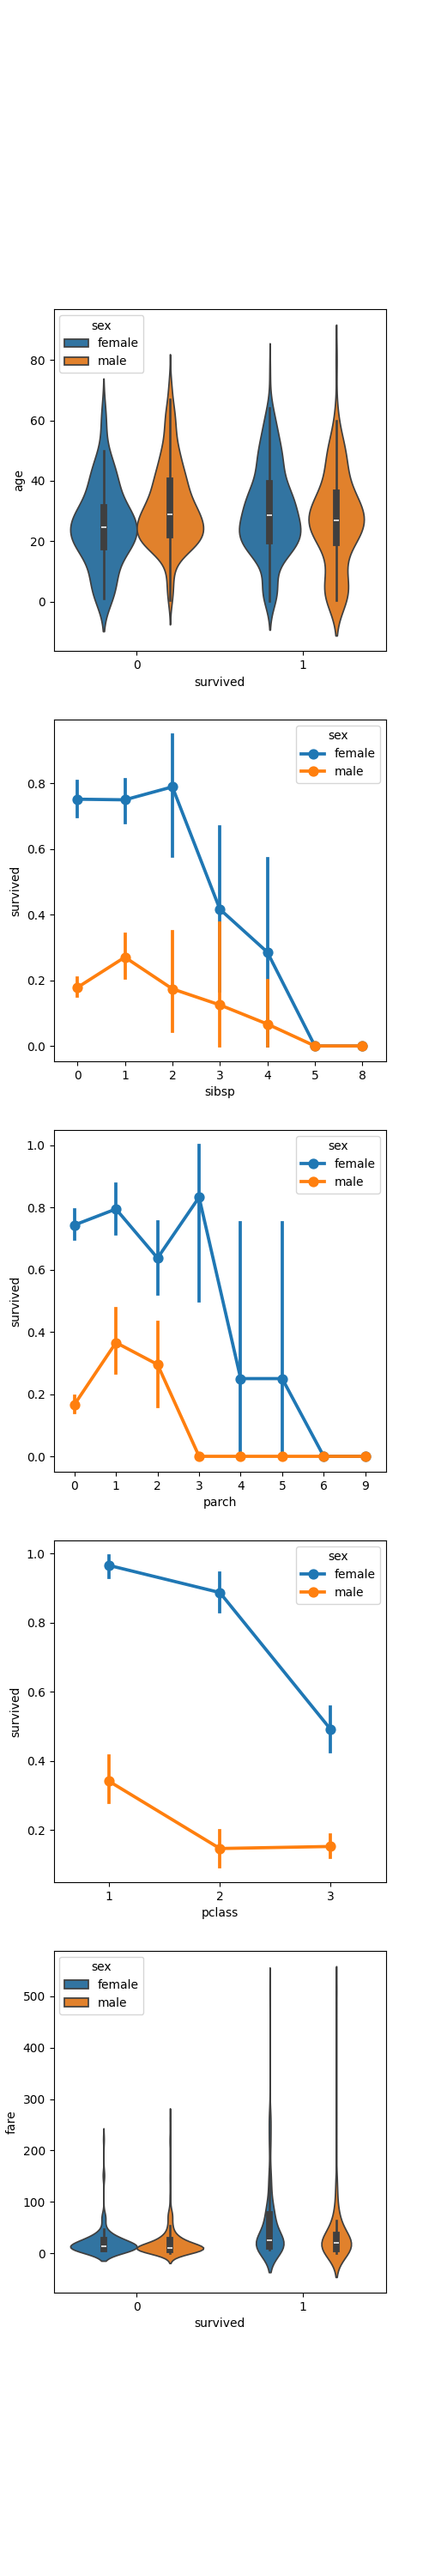 sex
female
male
80
60
40
20
0
age
0 1
survived
sex
female
male
0.8
0.6
0.4
0.2
0.0
survived
0 1 2 3 4 5 8
sibsp
sex
female
male
1.0
0.8
0.6
0.4
0.2
0.0
survived
0 1 2 3 4 5 6 9
parch
sex
female
male
1.0
0.8
0.6
0.4
0.2
survived
1 2 3
pclass
sex
female
male
500
400
300
200
100
0
fare
0 1
survived